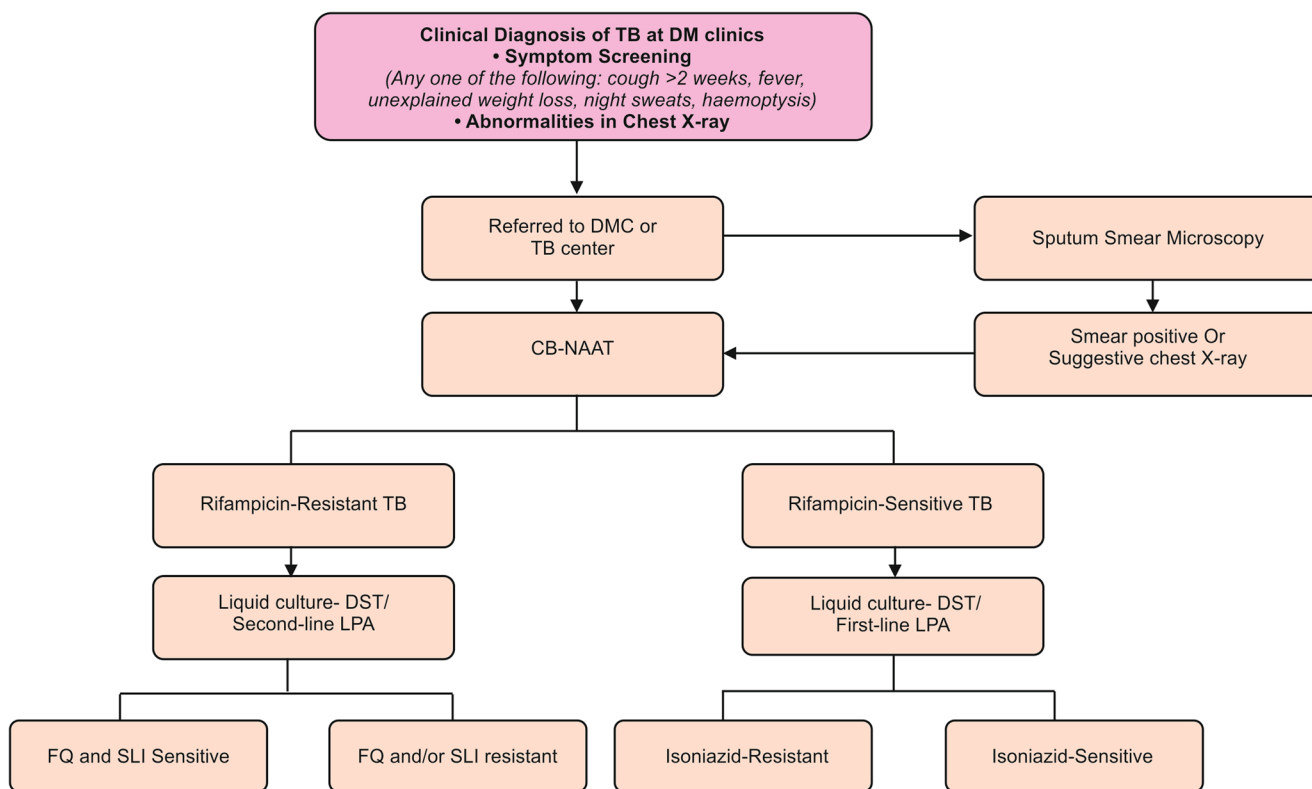 Clinical Diagnosis of TB at DM clinics
• Symptom Screening
(Any one of the following: cough >2 weeks, fever,
unexplained weight loss, night sweats, haemoptysis)
• Abnormalities in Chest X-ray
Referred to DMC or
TB center
Sputum Smear Microscopy
CB-NAAT
Smear positive Or
Suggestive chest X-ray
Rifampicin-Resistant TB
Rifampicin-Sensitive TB
Liquid culture- DST/
Second-line LPA
Liquid culture- DST/
First-line LPA
FQ and SLI Sensitive
FQ and/or SLI resistant
Isoniazid-Resistant
Isoniazid-Sensitive